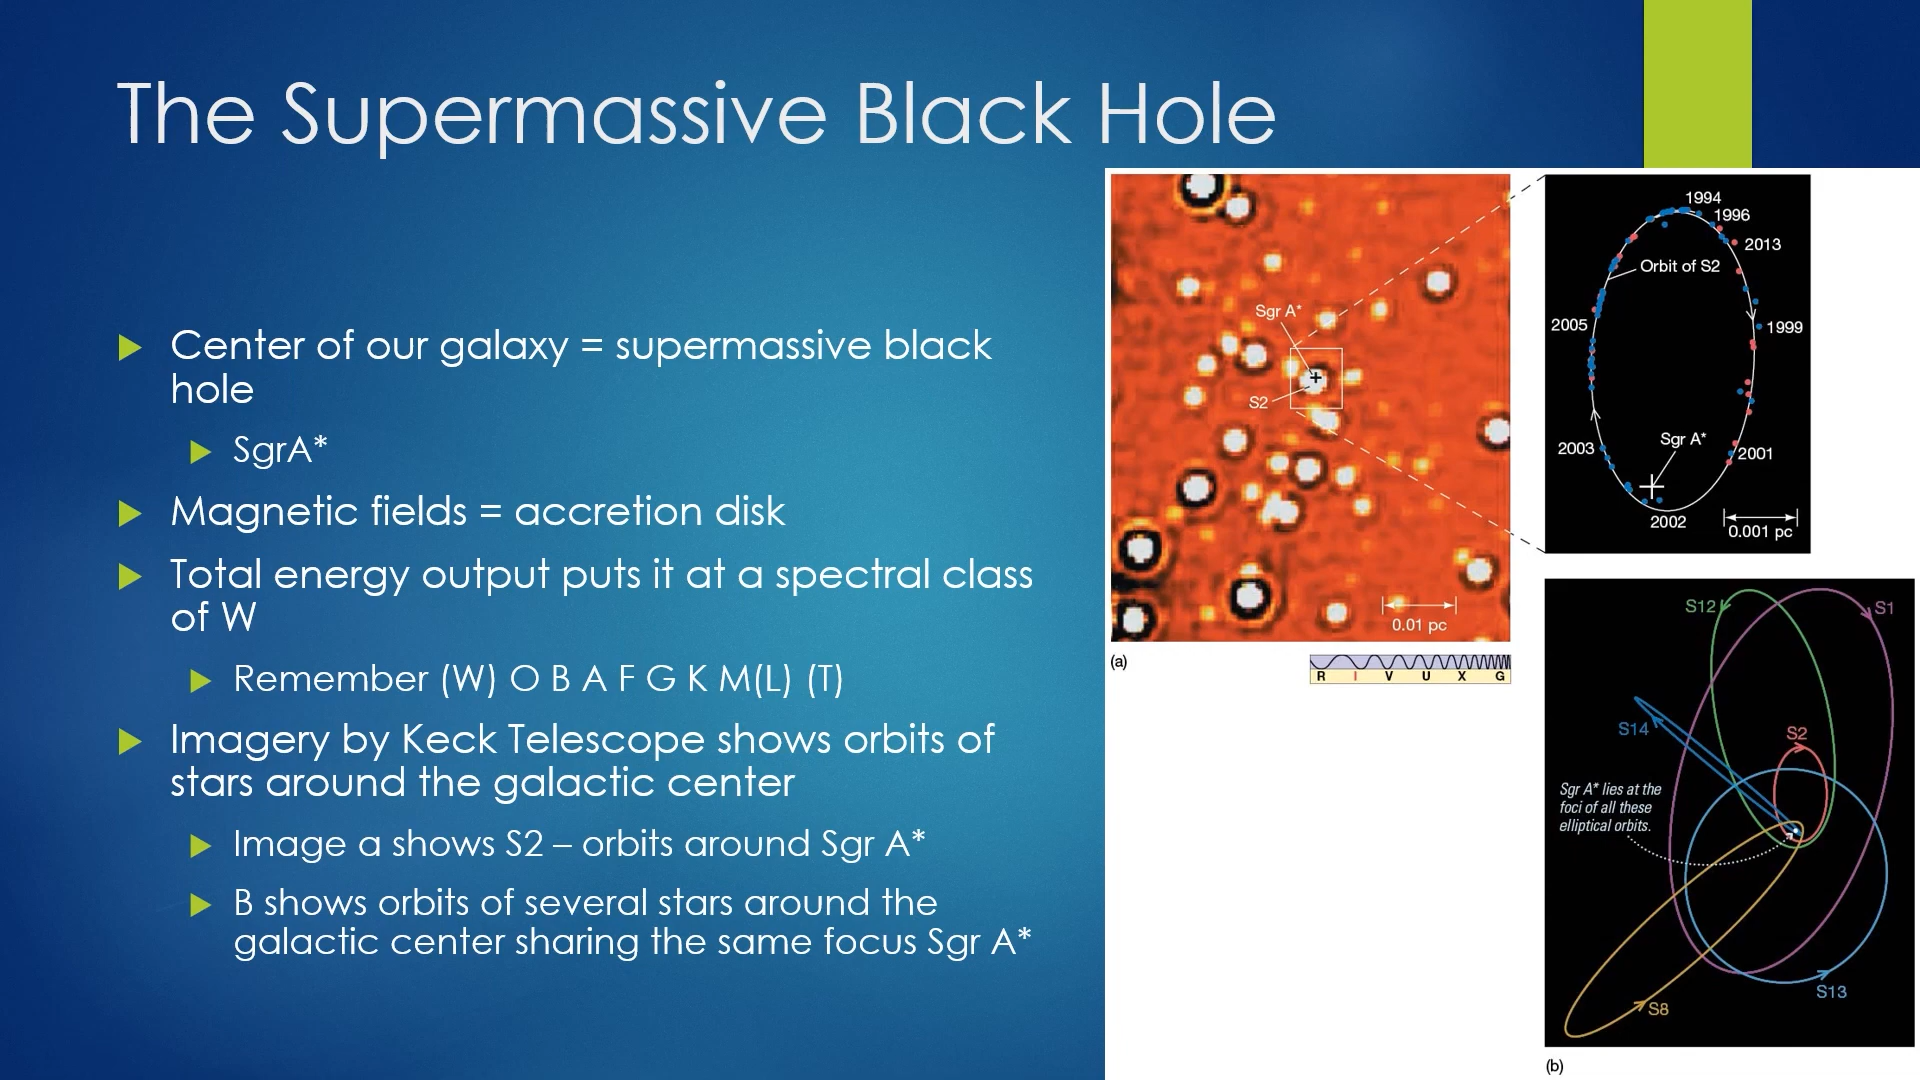 The Supermassive Black Hole
Center of our galaxy = supermassive black
hole
SgrA*
Magnetic fields = accretion disk
Total energy output puts it at a spectral class
of W
Remember (W) O B A F G K M(L) (T)
Imagery by Keck Telescope shows orbits of
stars around the galactic center
Image a shows S2 – orbits around Sgr A*
B shows orbits of several stars around the
galactic center sharing the same focus Sgr A*
Sgr A*
S2
0.01 pc
(a)
R I V U X G
1994
1996
2013
Orbit of S2
2005
1999
Sgr A*
2003
2001
2002
0.001 pc
S12
S1
S14
S2
Sgr A* lies at the
foci of all these
elliptical orbits.
S13
S8
(b)